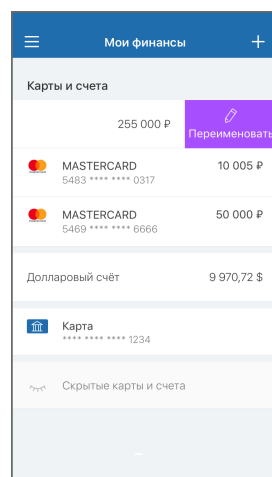 Мои финансы
Карты и счета
255 000 ₽
Переименовать
MASTERCARD 10 005 ₽
5483 **** **** 0317
MASTERCARD 50 000 ₽
5469 **** **** 6666
Долларовый счёт 9 970,72 $
Карта
**** **** **** 1234
Скрытые карты и счета